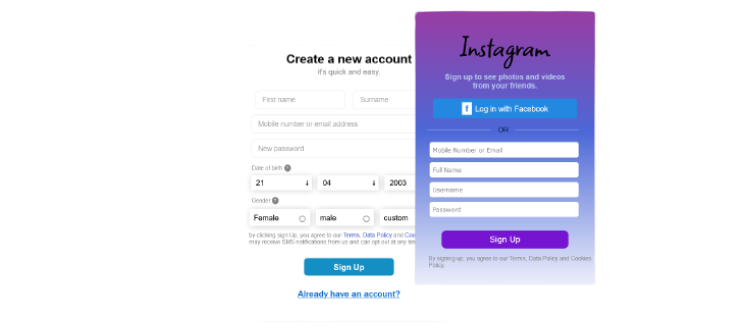 Create a new account
it's quick and easy.
First name
Surname
Mobile number or email address
New password
Date of birth ?
21
04
2003
Gender ?
Female
male
custom
by clicking sign Up, you agree to our Terms, Data Policy and Coo
may receive SMS notifications from us and can opt out at any
Sign Up
Already have an account?
Instagram
Sign up to see photos and videos
from your friends.
f Log in with Facebook
OR
Mobile Number or Email
Full Name
Username
Password
Sign Up
By signing up, you agree to our Terms, Data Policy and Cookies
Policy.